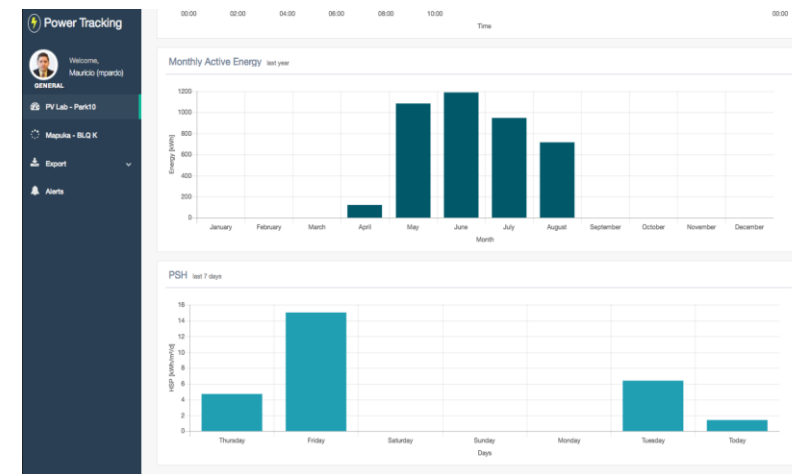 Power Tracking
Welcome,
Mauricio (mpardo)
GENERAL
PV Lab - Park10
Mapuka - BLQ K
Export
Alerts
00:00 02:00 04:00 06:00 08:00 10:00 00:00
Time
Monthly Active Energy last year
Energy [kWh]
1200
1000
800
600
400
200
0
January February March April May June July August September October November December
Month
PSH last 7 days
HSP [kWh/m²/d]
16
14
12
10
8
6
4
2
0
Thursday Friday Saturday Sunday Monday Tuesday Today
Days